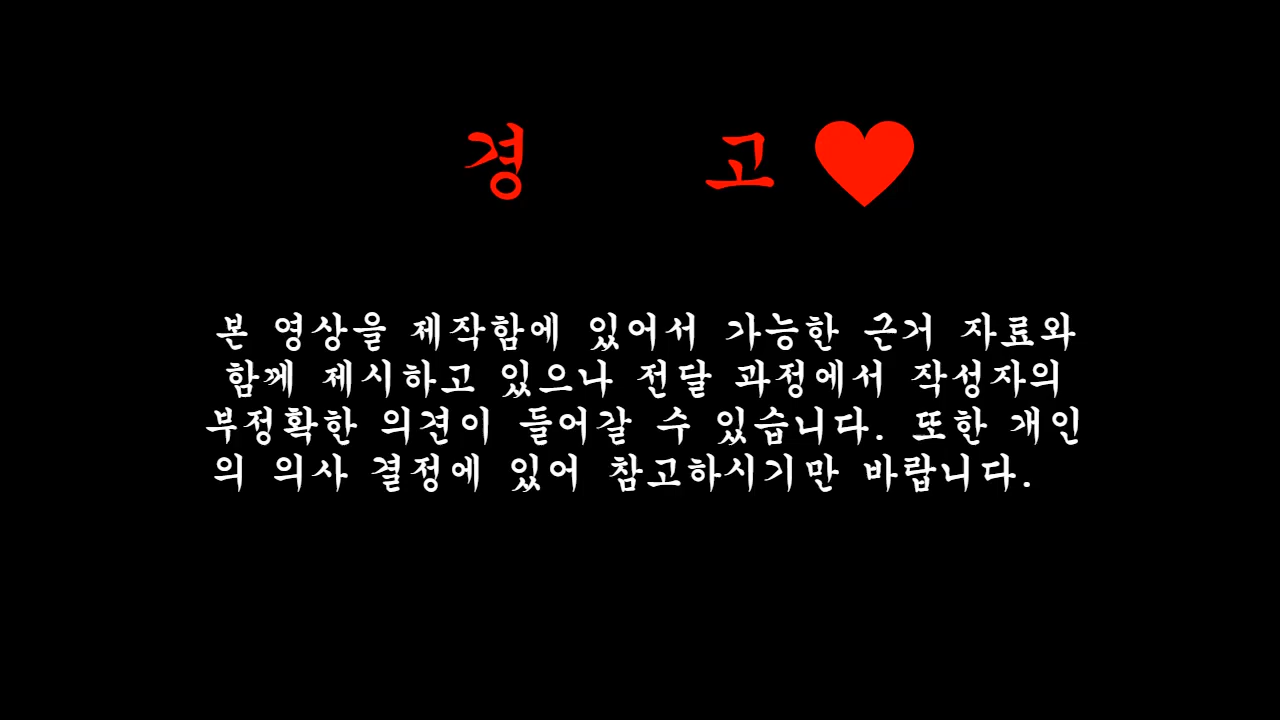 경 고 ♥
본 영상을 제작함에 있어서 가능한 근거 자료와
함께 제시하고 있으나 전달 과정에서 작성자의
부정확한 의견이 들어갈 수 있습니다. 또한 개인
의 의사 결정에 있어 참고하시기만 바랍니다.